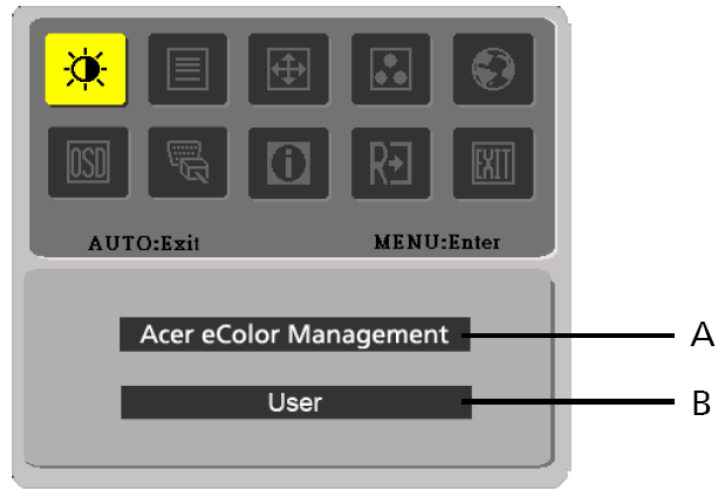 OSD R EXIT
AUTO:Exit MENU:Enter
Acer eColor Management A
User B